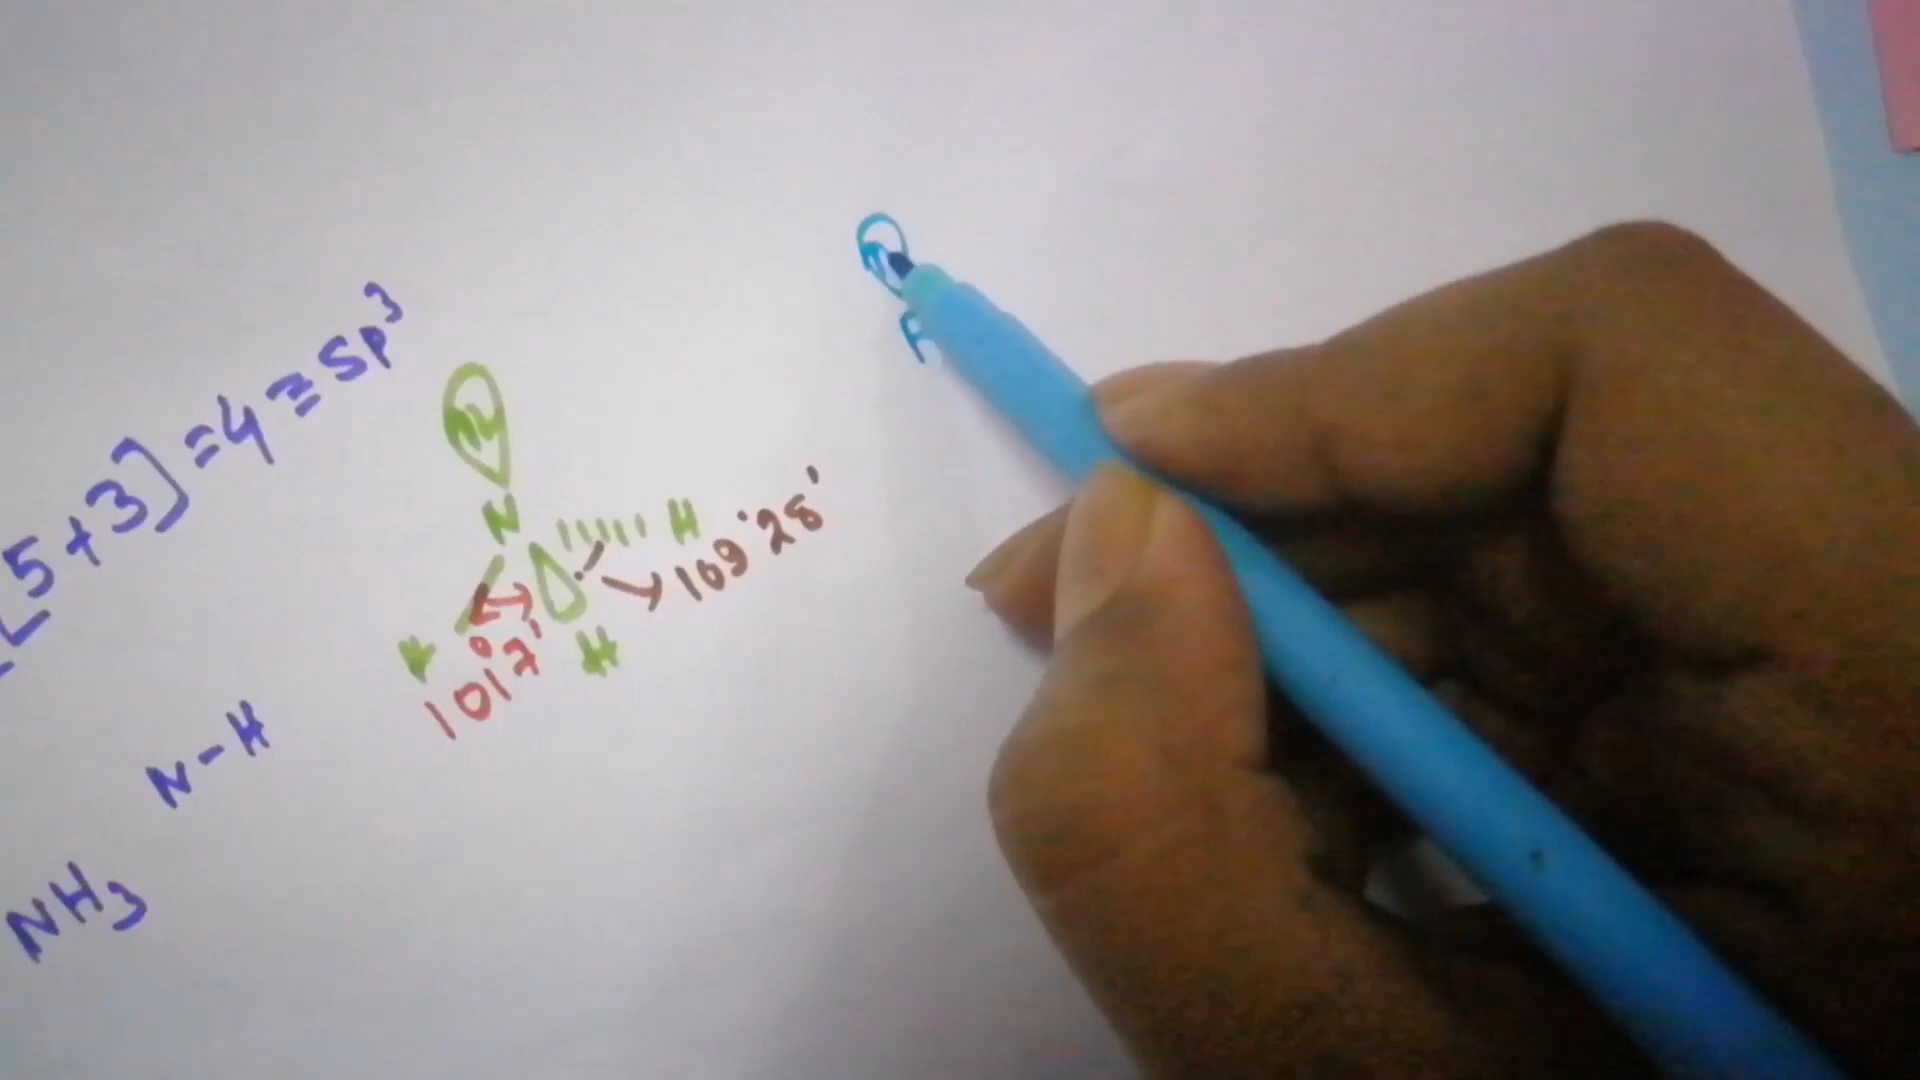 [5+3] = 4 = sp³
N
H
109°28'
H
H
101°7'
N-H
NH3